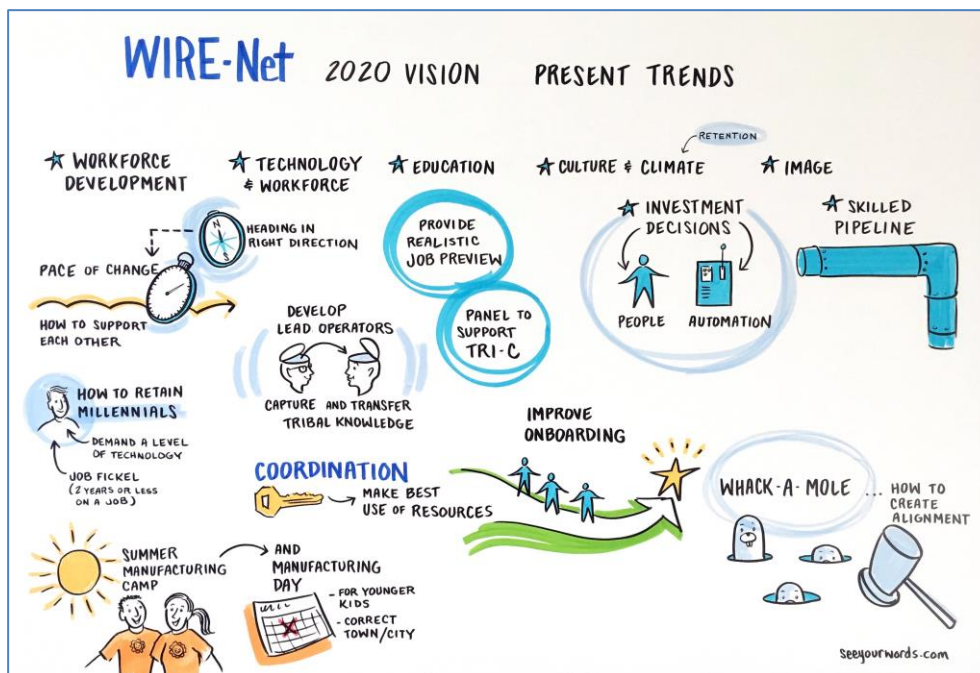 WIRE-Net 2020 VISION PRESENT TRENDS
WORKFORCE
DEVELOPMENT
PACE OF CHANGE
HOW TO SUPPORT
EACH OTHER
HOW TO RETAIN
MILLENNIALS
DEMAND A LEVEL
OF TECHNOLOGY
JOB FICKEL
(2 YEARS OR LESS
ON A JOB)
SUMMER
MANUFACTURING
CAMP
AND
MANUFACTURING
DAY
- FOR YOUNGER
KIDS
- CORRECT
TOWN/CITY
TECHNOLOGY
& WORKFORCE
N
S
HEADING IN
RIGHT DIRECTION
DEVELOP
LEAD OPERATORS
CAPTURE AND TRANSFER
TRIBAL KNOWLEDGE
COORDINATION
MAKE BEST
USE OF RESOURCES
EDUCATION
PROVIDE
REALISTIC
JOB PREVIEW
PANEL TO
SUPPORT
TRI-C
IMPROVE
ONBOARDING
CULTURE & CLIMATE
RETENTION
INVESTMENT
DECISIONS
PEOPLE
AUTOMATION
IMAGE
SKILLED
PIPELINE
WHACK-A-MOLE ... HOW TO
CREATE
ALIGNMENT
seeyourwords.com